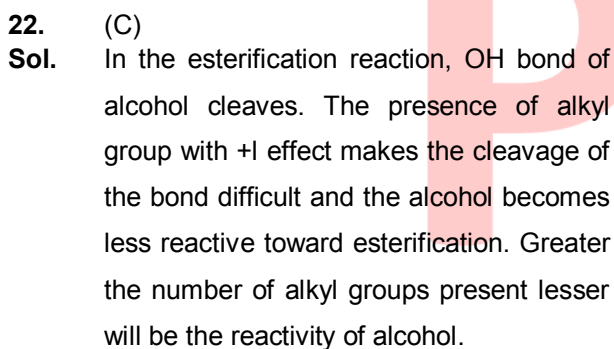 22. (C)
Sol. In the esterification reaction, OH bond of
alcohol cleaves. The presence of alkyl
group with +I effect makes the cleavage of
the bond difficult and the alcohol becomes
less reactive toward esterification. Greater
the number of alkyl groups present lesser
will be the reactivity of alcohol.